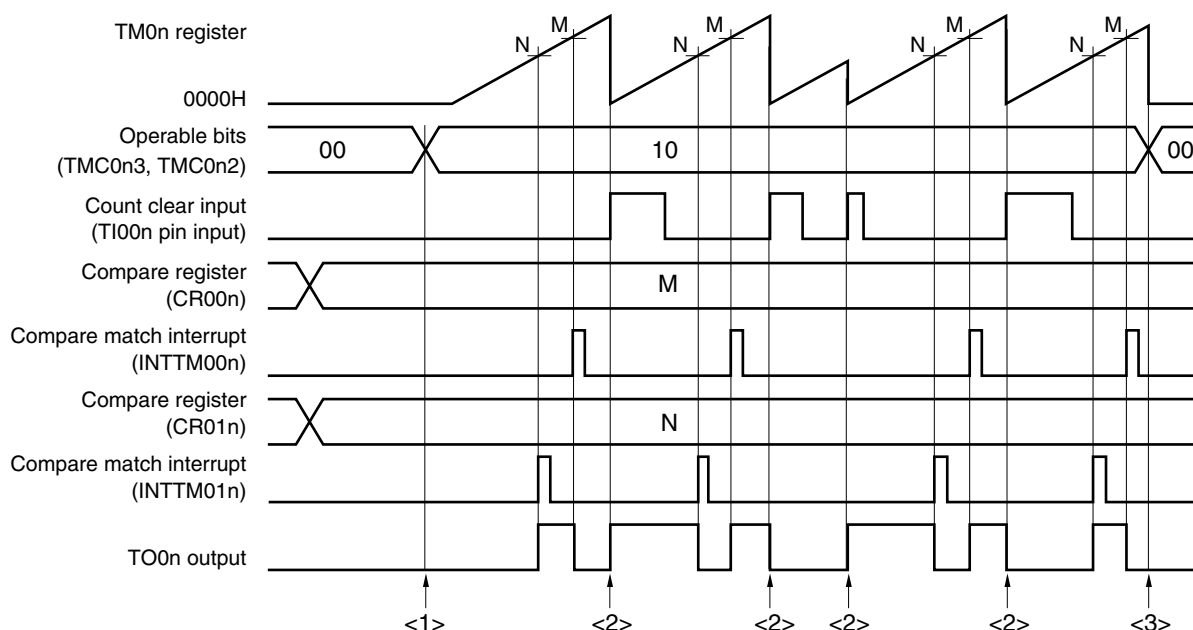 TM0n register
N M N M N M N M
0000H
Operable bits
(TMC0n3, TMC0n2)
00 10 00
Count clear input
(TI00n pin input)
Compare register
(CR00n)
M
Compare match interrupt
(INTTM00n)
Compare register
(CR01n)
N
Compare match interrupt
(INTTM01n)
TO0n output
<1> <2> <2> <2> <2> <3>